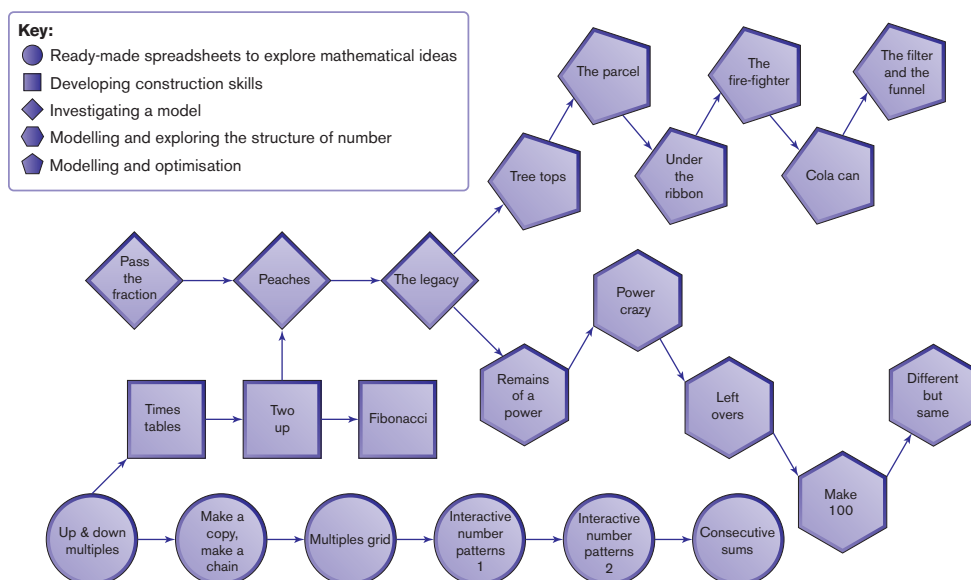 Key:
Ready-made spreadsheets to explore mathematical ideas
Developing construction skills
Investigating a model
Modelling and exploring the structure of number
Modelling and optimisation
The parcel
The
fire-fighter
The filter
and the
funnel
Tree tops
Under
the
ribbon
Cola can
Pass
the
fraction
Peaches
The legacy
Power
crazy
Remains
of a
power
Left
overs
Different
but
same
Make
100
Times
tables
Two
up
Fibonacci
Up & down
multiples
Make a
copy,
make a
chain
Multiples grid
Interactive
number
patterns
1
Interactive
number
patterns
2
Consecutive
sums